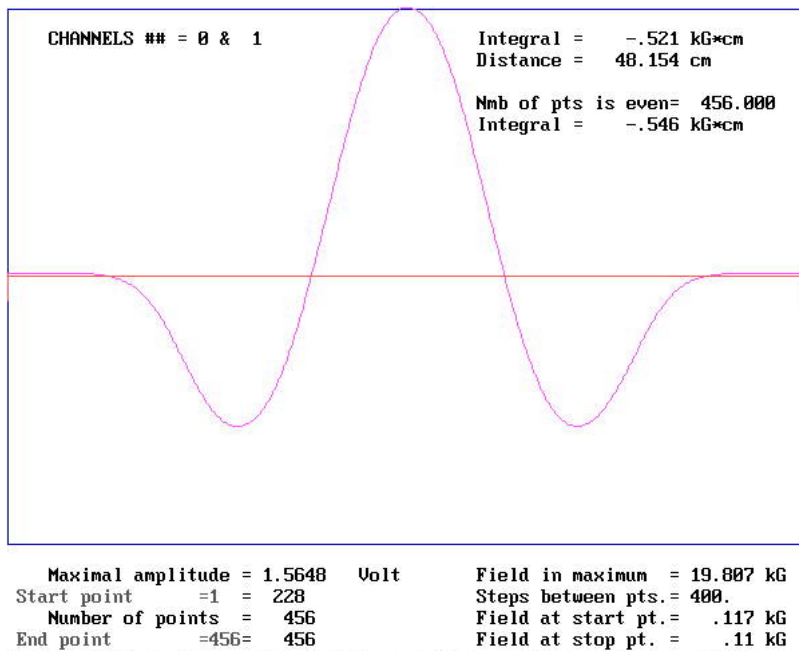 CHANNELS ## = 0 & 1
Integral = -.521 kG*cm
Distance = 48.154 cm
Nmb of pts is even= 456.000
Integral = -.546 kG*cm
Maximal amplitude = 1.5648 Volt
Start point =1 = 228
Number of points = 456
End point =456= 456
Field in maximum = 19.807 kG
Steps between pts.= 400.
Field at start pt.= .117 kG
Field at stop pt. = .11 kG